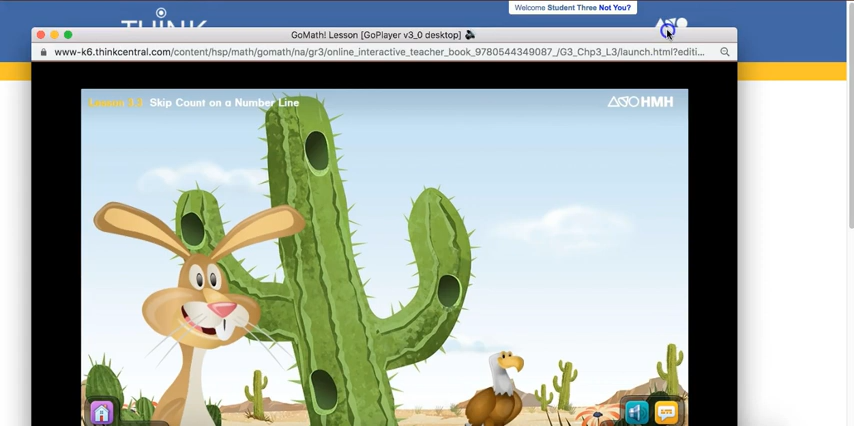 Welcome Student Three Not You?
THINK
GoMath! Lesson [GoPlayer v3_0 desktop]
www-k6.thinkcentral.com/content/hsp/math/gomath/na/gr3/online_interactive_teacher_book_9780544349087_/G3_Chp3_L3/launch.html?editi...
Lesson 3.3 Skip Count on a Number Line
HMH